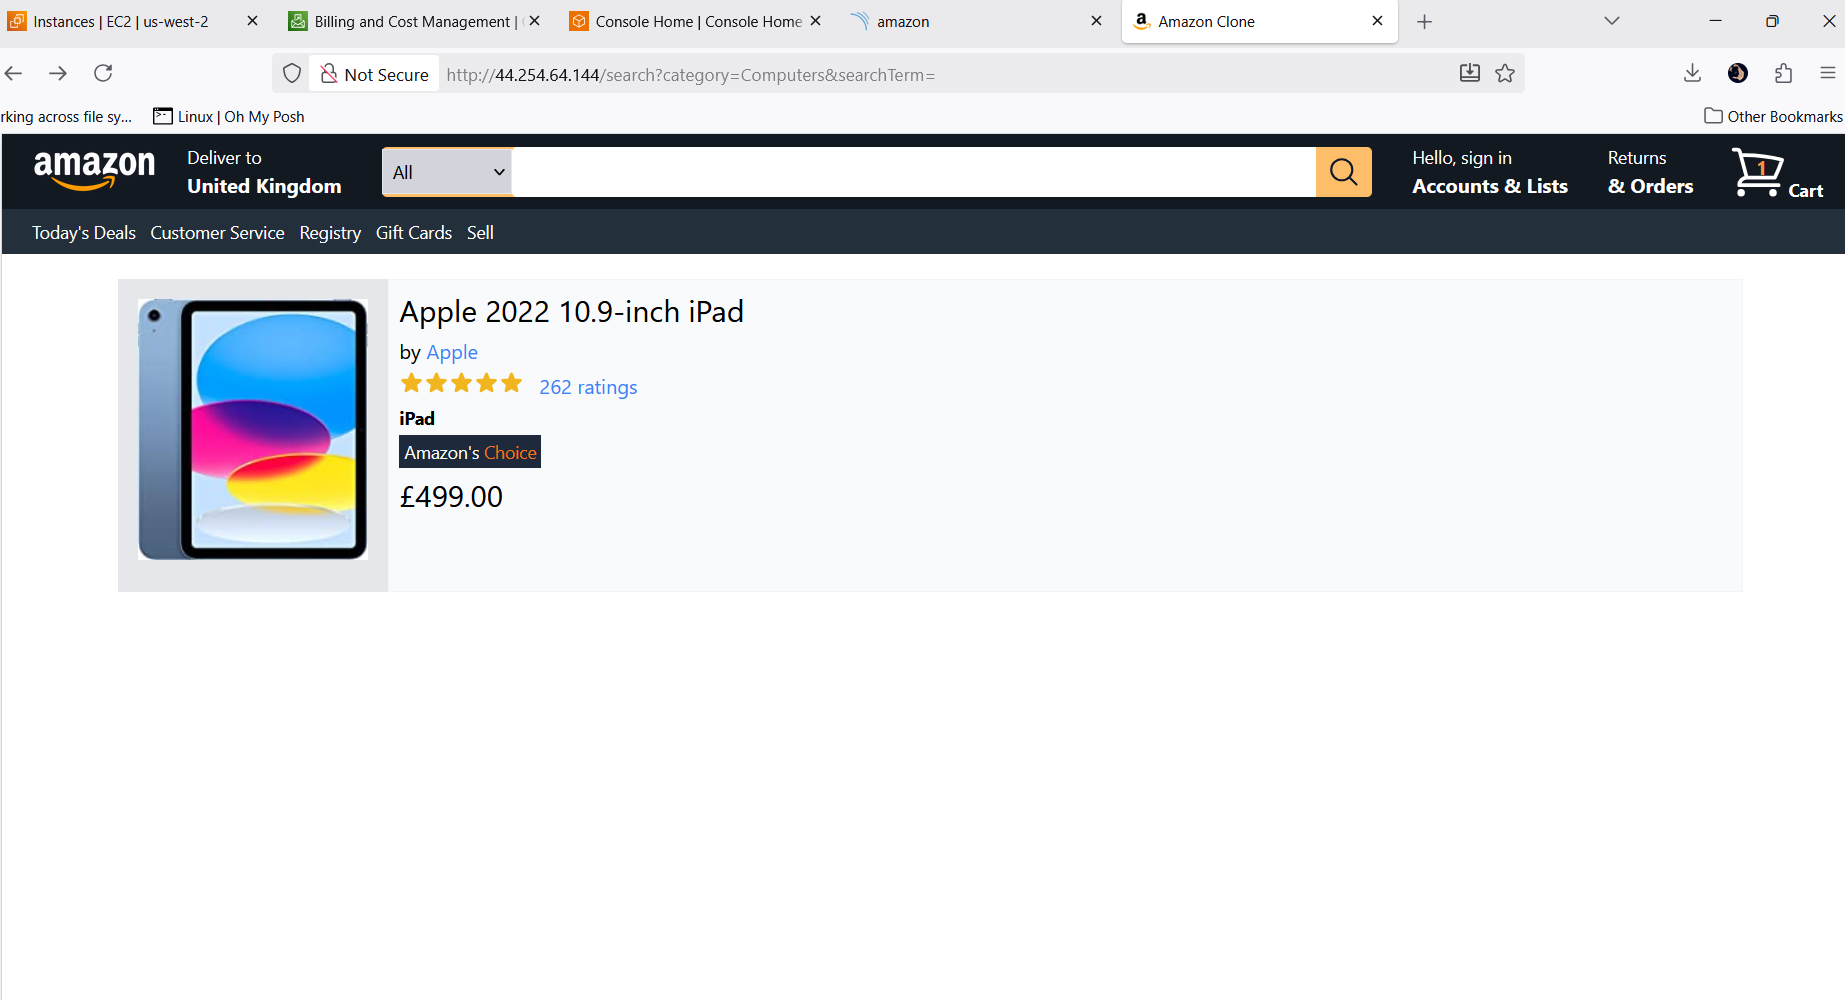 Instances | EC2 | us-west-2
Billing and Cost Management |
Console Home | Console Home
amazon
Amazon Clone
Not Secure
http://44.254.64.144/search?category=Computers&searchTerm=
rking across file sy...
Linux | Oh My Posh
Other Bookmarks
amazon
Deliver to
United Kingdom
All
Hello, sign in
Accounts & Lists
Returns
& Orders
1
Cart
Today's Deals
Customer Service
Registry
Gift Cards
Sell
Apple 2022 10.9-inch iPad
by Apple
262 ratings
iPad
Amazon's Choice
£499.00